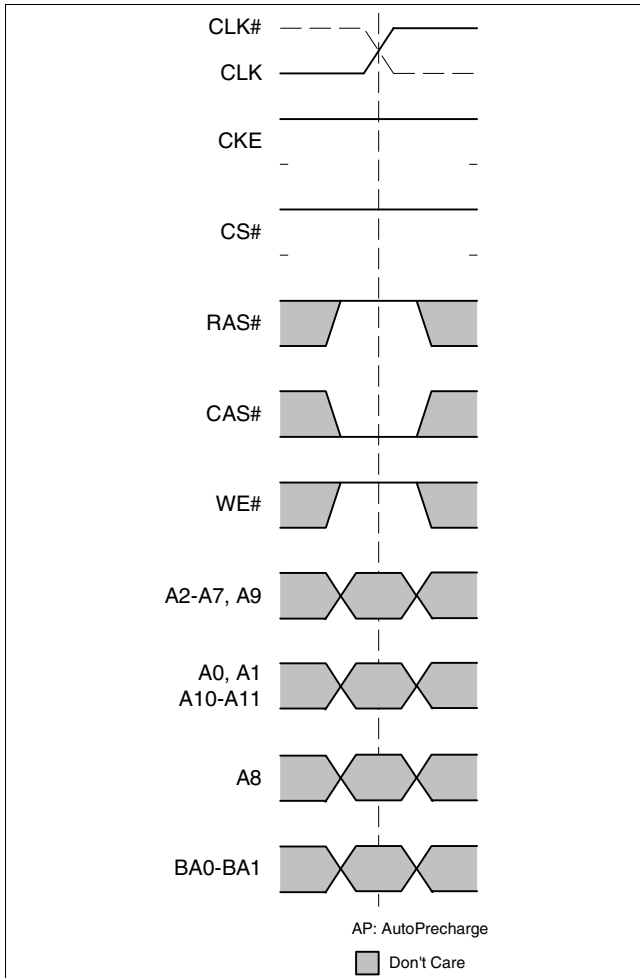 CLK#
CLK
CKE
CS#
RAS#
CAS#
WE#
A2-A7, A9
A0, A1
A10-A11
A8
BA0-BA1
AP: AutoPrecharge
Don't Care